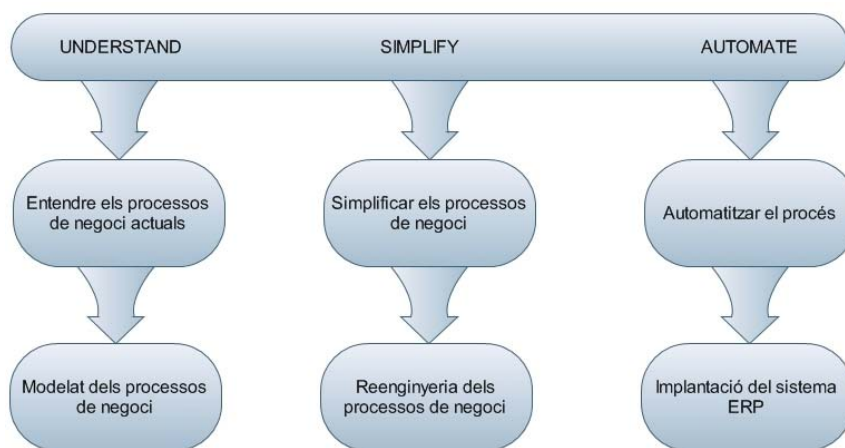 UNDERSTAND
SIMPLIFY
AUTOMATE
Entendre els processos
de negoci actuals
Simplificar els processos
de negoci
Automatitzar el procés
Modelat dels processos
de negoci
Reenginyeria dels
processos de negoci
Implantació del sistema
ERP